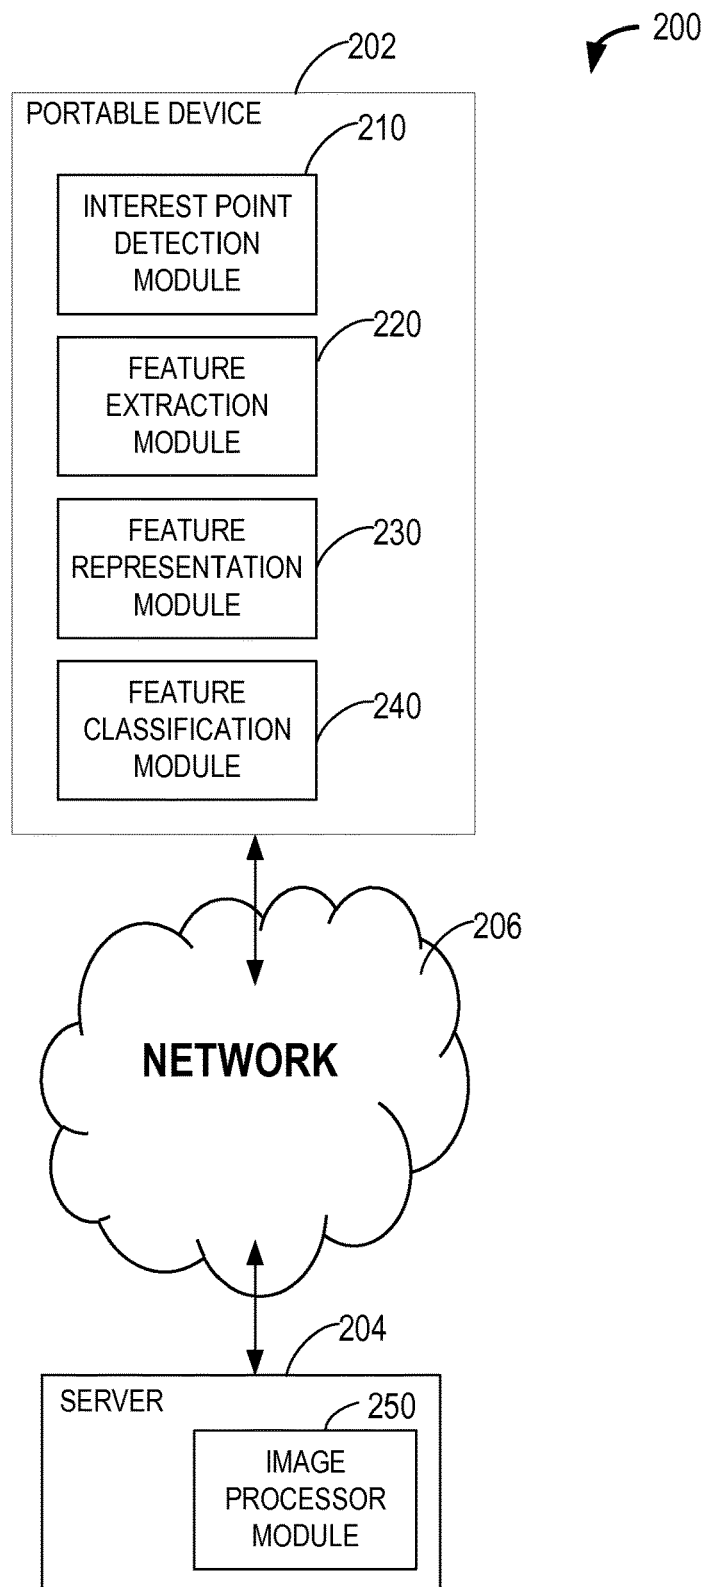 200
202
PORTABLE DEVICE
210
INTEREST POINT
DETECTION
MODULE
220
FEATURE
EXTRACTION
MODULE
230
FEATURE
REPRESENTATION
MODULE
240
FEATURE
CLASSIFICATION
MODULE
206
NETWORK
204
SERVER
250
IMAGE
PROCESSOR
MODULE